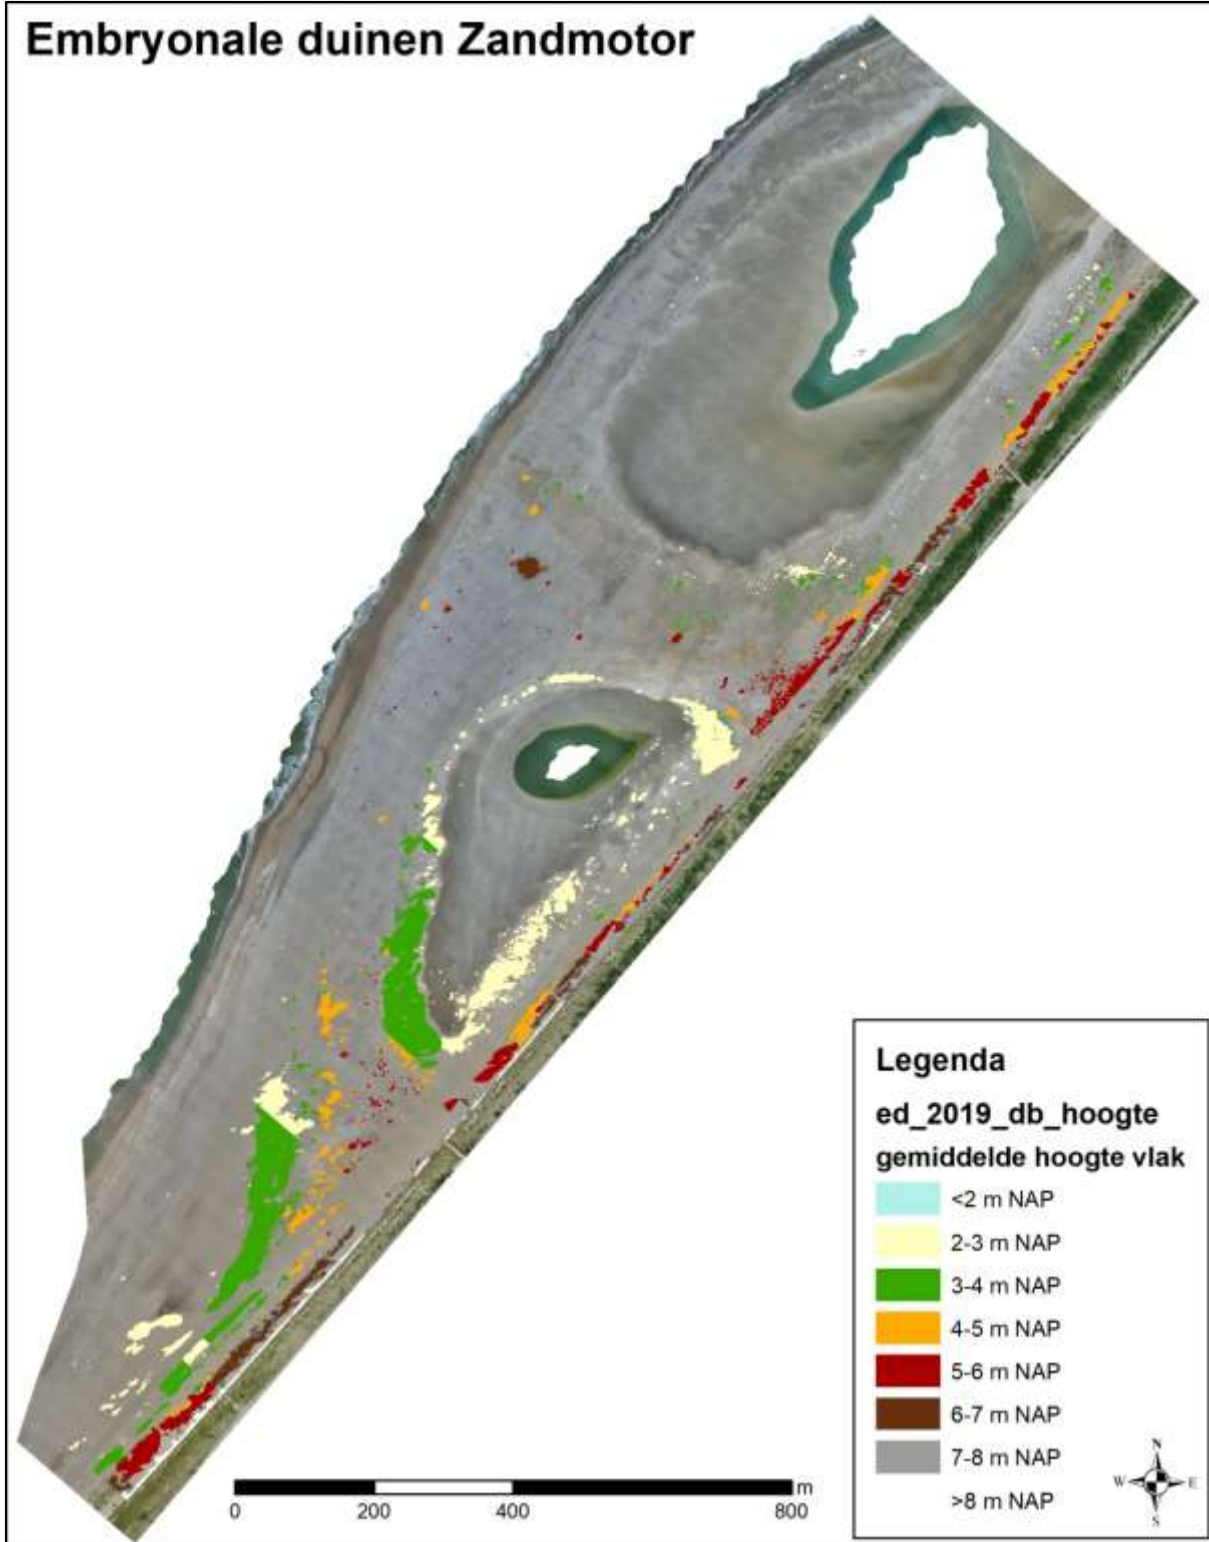 Embryonale duinen Zandmotor
Legenda
ed_2019_db_hoogte
gemiddelde hoogte vlak
<2 m NAP
2-3 m NAP
3-4 m NAP
4-5 m NAP
5-6 m NAP
6-7 m NAP
7-8 m NAP
>8 m NAP
N
W E
S
m
0 200 400 800